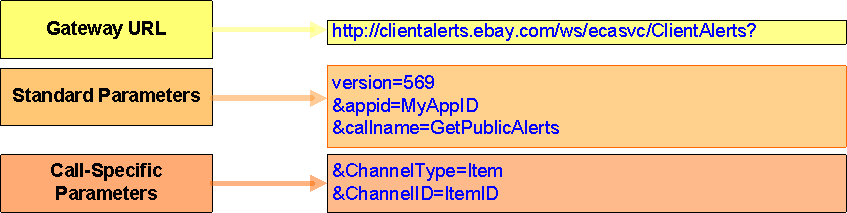 Gateway URL
http://clientalerts.ebay.com/ws/ecasvc/ClientAlerts?
Standard Parameters
version=569
&appid=MyAppID
&callname=GetPublicAlerts
Call-Specific
Parameters
&ChannelType=Item
&ChannelID=ItemID